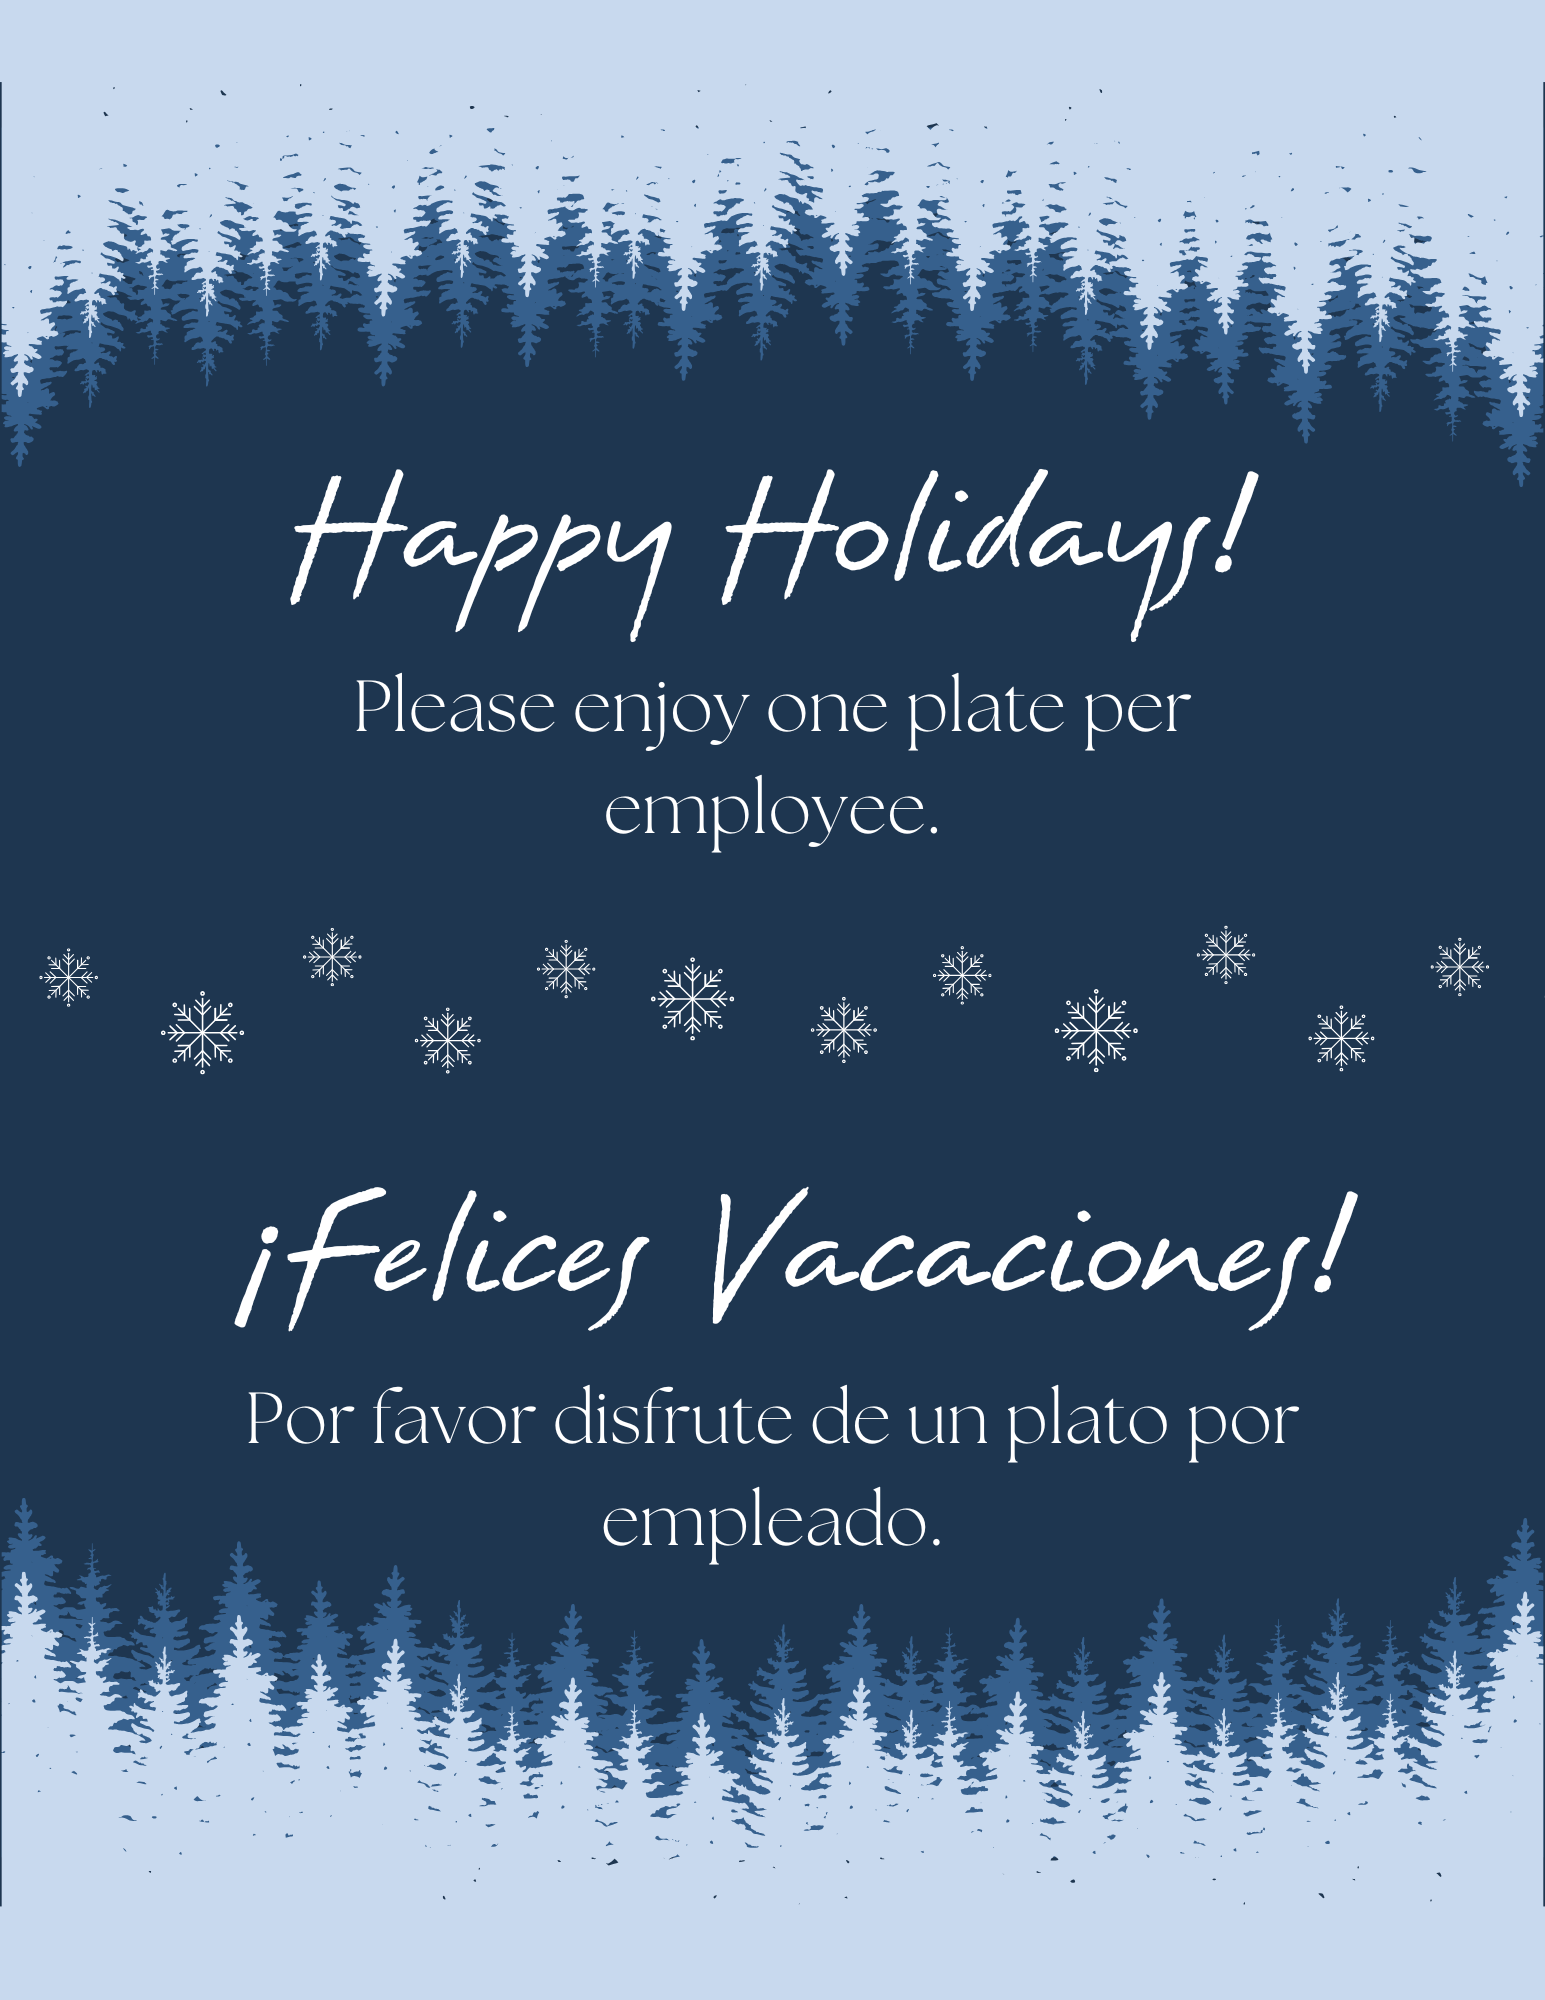 Happy Holidays!
Please enjoy one plate per
employee.
¡Felices Vacaciones!
Por favor disfrute de un plato por
empleado.